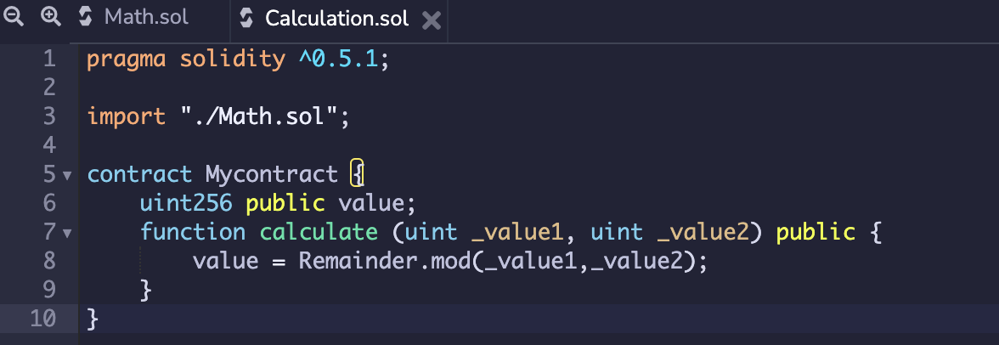 Math.sol Calculation.sol
1 pragma solidity ^0.5.1;
2
3 import "./Math.sol";
4
5 contract Mycontract {
6 uint256 public value;
7 function calculate (uint _value1, uint _value2) public {
8 value = Remainder.mod(_value1,_value2);
9 }
10 }